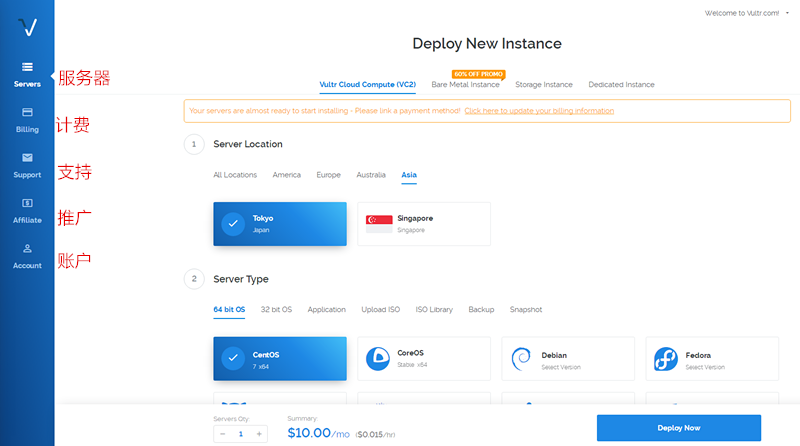 Welcome to Vultr.com!
Deploy New Instance
60% OFF PROMO
Vultr Cloud Compute (VC2) Bare Metal Instance Storage Instance Dedicated Instance
Servers 服务器
Billing 计费
Support 支持
Affiliate 推广
Account 账户
Your servers are almost ready to start installing - Please link a payment method! Click here to update your billing information
1 Server Location
All Locations America Europe Australia Asia
Tokyo
Japan
Singapore
Singapore
2 Server Type
64 bit OS 32 bit OS Application Upload ISO ISO Library Backup Snapshot
CentOS
7 x64
CoreOS
Stable x64
Debian
Select Version
Fedora
Select Version
Servers Qty:
− 1 +
Summary:
$10.00/mo ($0.015/hr)
Deploy Now